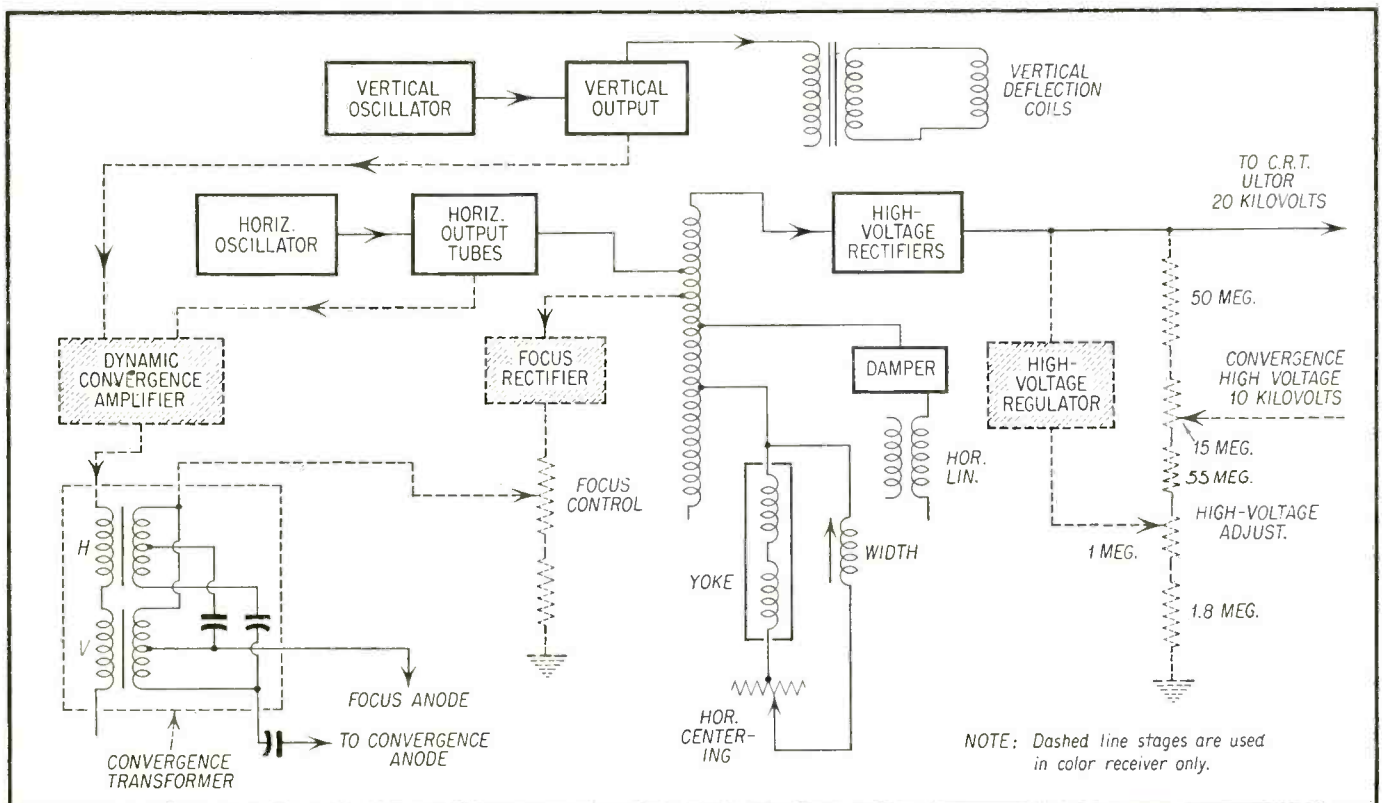 VERTICAL
OSCILLATOR
VERTICAL
OUTPUT
VERTICAL
DEFLECTION
COILS
HORIZ.
OSCILLATOR
HORIZ.
OUTPUT
TUBES
HIGH-
VOLTAGE
RECTIFIERS
TO C.R.T.
ULTOR
20 KILOVOLTS
50 MEG.
DYNAMIC
CONVERGENCE
AMPLIFIER
FOCUS
RECTIFIER
DAMPER
HIGH-
VOLTAGE
REGULATOR
CONVERGENCE
HIGH VOLTAGE
10 KILOVOLTS
15 MEG.
55 MEG.
HOR.
LIN.
FOCUS
CONTROL
HIGH-VOLTAGE
ADJUST.
1 MEG.
H
YOKE
WIDTH
1.8 MEG.
V
FOCUS ANODE
HOR.
CENTER-
ING
TO CONVERGENCE
ANODE
CONVERGENCE
TRANSFORMER
NOTE: Dashed line stages are used
in color receiver only.